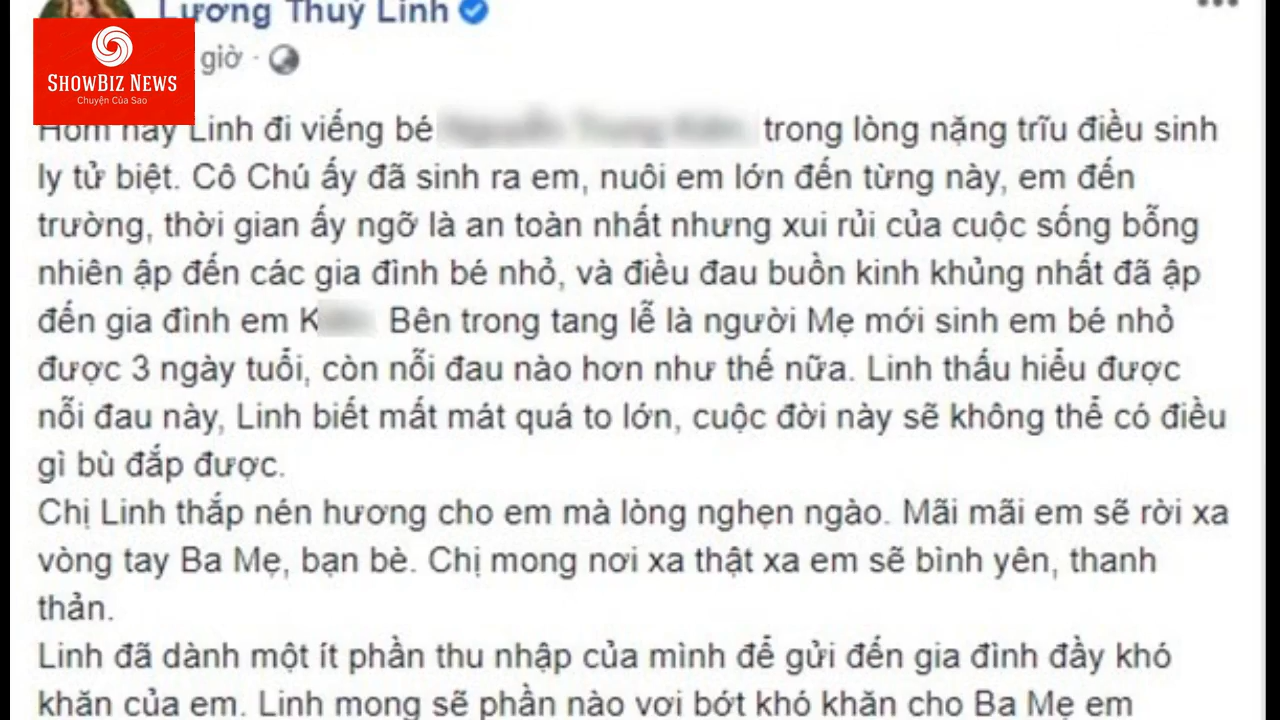 Lương Thuỳ Linh
SHOWBIZ NEWS
Chuyện Của Sao
giờ ·
Hôm nay Linh đi viếng bé trong lòng nặng trĩu điều sinh
ly tử biệt. Cô Chú ấy đã sinh ra em, nuôi em lớn đến từng này, em đến
trường, thời gian ấy ngỡ là an toàn nhất nhưng xui rủi của cuộc sống bỗng
nhiên ập đến các gia đình bé nhỏ, và điều đau buồn kinh khủng nhất đã ập
đến gia đình em K Bên trong tang lễ là người Mẹ mới sinh em bé nhỏ
được 3 ngày tuổi, còn nỗi đau nào hơn như thế nữa. Linh thấu hiểu được
nỗi đau này, Linh biết mất mát quá to lớn, cuộc đời này sẽ không thể có điều
gì bù đắp được.
Chị Linh thắp nén hương cho em mà lòng nghẹn ngào. Mãi mãi em sẽ rời xa
vòng tay Ba Mẹ, bạn bè. Chị mong nơi xa thật xa em sẽ bình yên, thanh
thản.
Linh đã dành một ít phần thu nhập của mình để gửi đến gia đình đầy khó
khăn của em. Linh mong sẽ phần nào vơi bớt khó khăn cho Ba Mẹ em